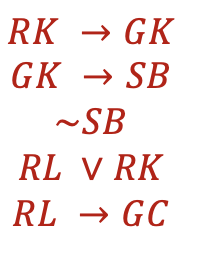 RK → GK
GK → SB
~SB
RL ∨ RK
RL → GC